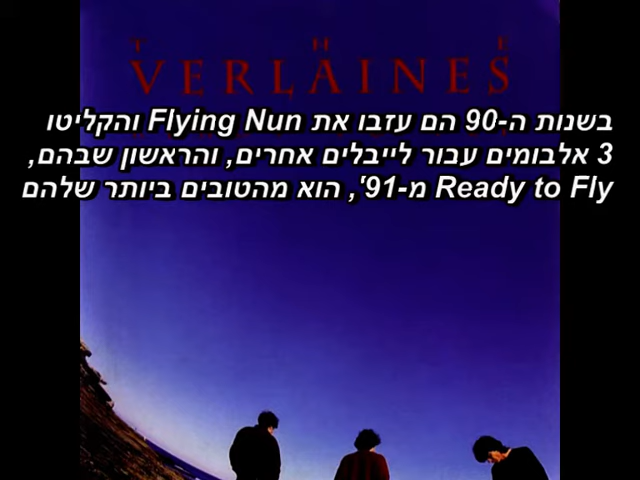 THE
VERLAINES
בשנות ה-90 הם עזבו את Flying Nun והקליטו
3 אלבומים עבור לייבלים אחרים, והראשון שבהם,
Ready to Fly מ-91', הוא מהטובים ביותר שלהם